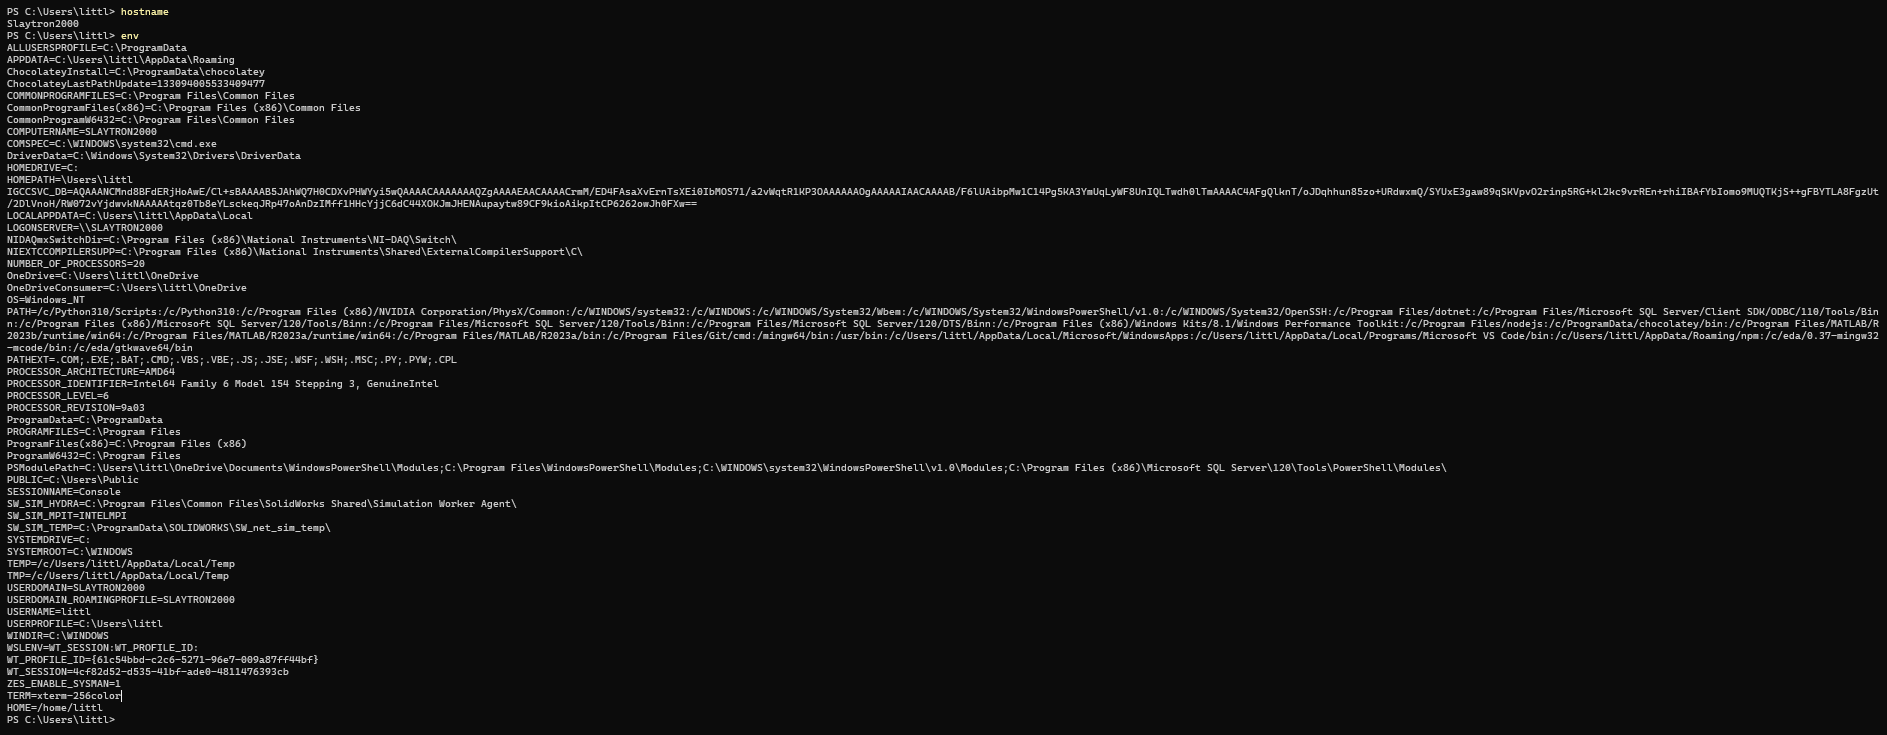 PS C:\Users\littl> hostname
Slaytron2000
PS C:\Users\littl> env
ALLUSERSPROFILE=C:\ProgramData
APPDATA=C:\Users\littl\AppData\Roaming
ChocolateyInstall=C:\ProgramData\chocolatey
ChocolateyLastPathUpdate=133094005533409477
COMMONPROGRAMFILES=C:\Program Files\Common Files
CommonProgramFiles(x86)=C:\Program Files (x86)\Common Files
CommonProgramW6432=C:\Program Files\Common Files
COMPUTERNAME=SLAYTRON2000
COMSPEC=C:\WINDOWS\system32\cmd.exe
DriverData=C:\Windows\System32\Drivers\DriverData
HOMEDRIVE=C:
HOMEPATH=\Users\littl
IGCCSVC_DB=
LOCALAPPDATA=C:\Users\littl\AppData\Local
LOGONSERVER=\\SLAYTRON2000
NIDAQmxSwitchDir=C:\Program Files (x86)\National Instruments\NI-DAQ\Switch\
NIEXTCCOMPILERSUPP=C:\Program Files (x86)\National Instruments\Shared\ExternalCompilerSupport\C\
NUMBER_OF_PROCESSORS=20
OneDrive=C:\Users\littl\OneDrive
OneDriveConsumer=C:\Users\littl\OneDrive
OS=Windows_NT
PATH=/c/Python310/Scripts:/c/Python310:/c/Program Files (x86)/NVIDIA Corporation/PhysX/Common:/c/WINDOWS/system32:/c/WINDOWS:/c/WINDOWS/System32/Wbem:/c/WINDOWS/System32/WindowsPowerShell/v1.0:/c/WINDOWS/System32/OpenSSH:/c/Program Files/dotnet:/c/Program Files/Microsoft SQL Server/Client SDK/ODBC/110/Tools/Bin
n:/c/Program Files (x86)/Microsoft SQL Server/120/Tools/Binn:/c/Program Files/Microsoft SQL Server/120/Tools/Binn:/c/Program Files/Microsoft SQL Server/120/DTS/Binn:/c/Program Files (x86)/Windows Kits/8.1/Windows Performance Toolkit:/c/Program Files/nodejs:/c/ProgramData/chocolatey/bin:/c/Program Files/MATLAB/R
2023b/runtime/win64:/c/Program Files/MATLAB/R2023a/runtime/win64:/c/Program Files/MATLAB/R2023a/bin:/c/Program Files/Git/cmd:/mingw64/bin:/usr/bin:/c/Users/littl/AppData/Local/Microsoft/WindowsApps:/c/Users/littl/AppData/Local/Programs/Microsoft VS Code/bin:/c/Users/littl/AppData/Roaming/npm:/c/eda/0.37-mingw32
-mcode/bin:/c/eda/gtkwave64/bin
PATHEXT=.COM;.EXE;.BAT;.CMD;.VBS;.VBE;.JS;.JSE;.WSF;.WSH;.MSC;.PY;.PYW;.CPL
PROCESSOR_ARCHITECTURE=AMD64
PROCESSOR_IDENTIFIER=Intel64 Family 6 Model 154 Stepping 3, GenuineIntel
PROCESSOR_LEVEL=6
PROCESSOR_REVISION=9a03
ProgramData=C:\ProgramData
PROGRAMFILES=C:\Program Files
ProgramFiles(x86)=C:\Program Files (x86)
ProgramW6432=C:\Program Files
PSModulePath=C:\Users\littl\OneDrive\Documents\WindowsPowerShell\Modules;C:\Program Files\WindowsPowerShell\Modules;C:\WINDOWS\system32\WindowsPowerShell\v1.0\Modules;C:\Program Files (x86)\Microsoft SQL Server\120\Tools\PowerShell\Modules\
PUBLIC=C:\Users\Public
SESSIONNAME=Console
SW_SIM_HYDRA=C:\Program Files\Common Files\SolidWorks Shared\Simulation Worker Agent\
SW_SIM_MPIT=INTELMPI
SW_SIM_TEMP=C:\ProgramData\SOLIDWORKS\SW_net_sim_temp\
SYSTEMDRIVE=C:
SYSTEMROOT=C:\WINDOWS
TEMP=/c/Users/littl/AppData/Local/Temp
TMP=/c/Users/littl/AppData/Local/Temp
USERDOMAIN=SLAYTRON2000
USERDOMAIN_ROAMINGPROFILE=SLAYTRON2000
USERNAME=littl
USERPROFILE=C:\Users\littl
WINDIR=C:\WINDOWS
WSLENV=WT_SESSION:WT_PROFILE_ID:
WT_PROFILE_ID={61c54bbd-c2c6-5271-96e7-009a87ff44bf}
WT_SESSION=4cf82d52-d535-41bf-ade0-4811476393cb
ZES_ENABLE_SYSMAN=1
TERM=xterm-256color
HOME=/home/littl
PS C:\Users\littl>